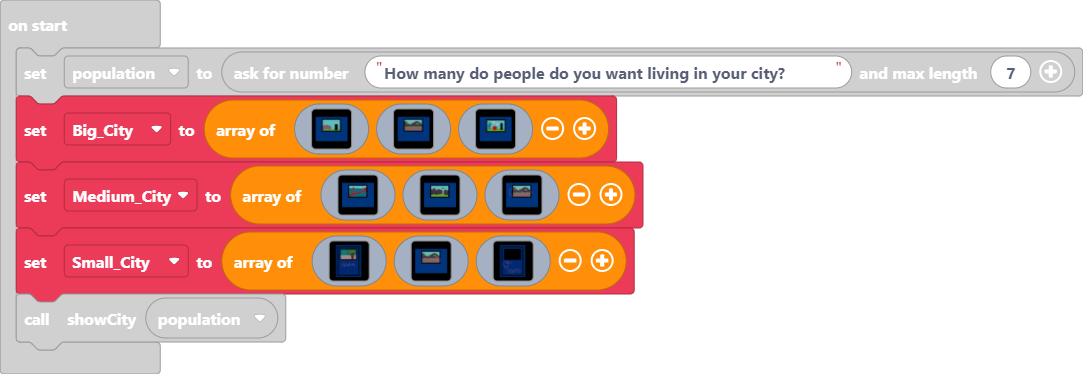 on start
set population to ask for number "How many do people do you want living in your city?" and max length 7
set Big_City to array of
set Medium_City to array of
set Small_City to array of
call showCity population